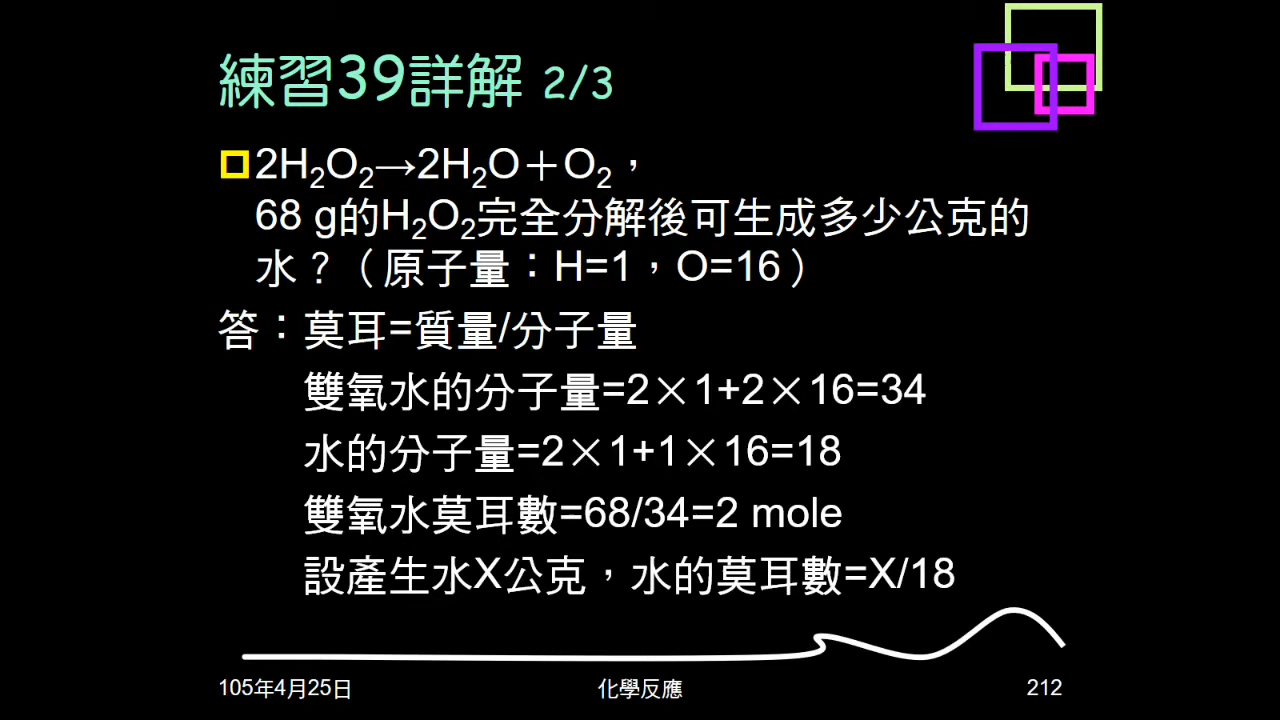 練習39詳解 2/3
2H₂O₂→2H₂O＋O₂，
68 g的H₂O₂完全分解後可生成多少公克的
水？（原子量：H=1，O=16）
答：莫耳=質量/分子量
雙氧水的分子量=2×1+2×16=34
水的分子量=2×1+1×16=18
雙氧水莫耳數=68/34=2 mole
設產生水X公克，水的莫耳數=X/18
105年4月25日
化學反應
212